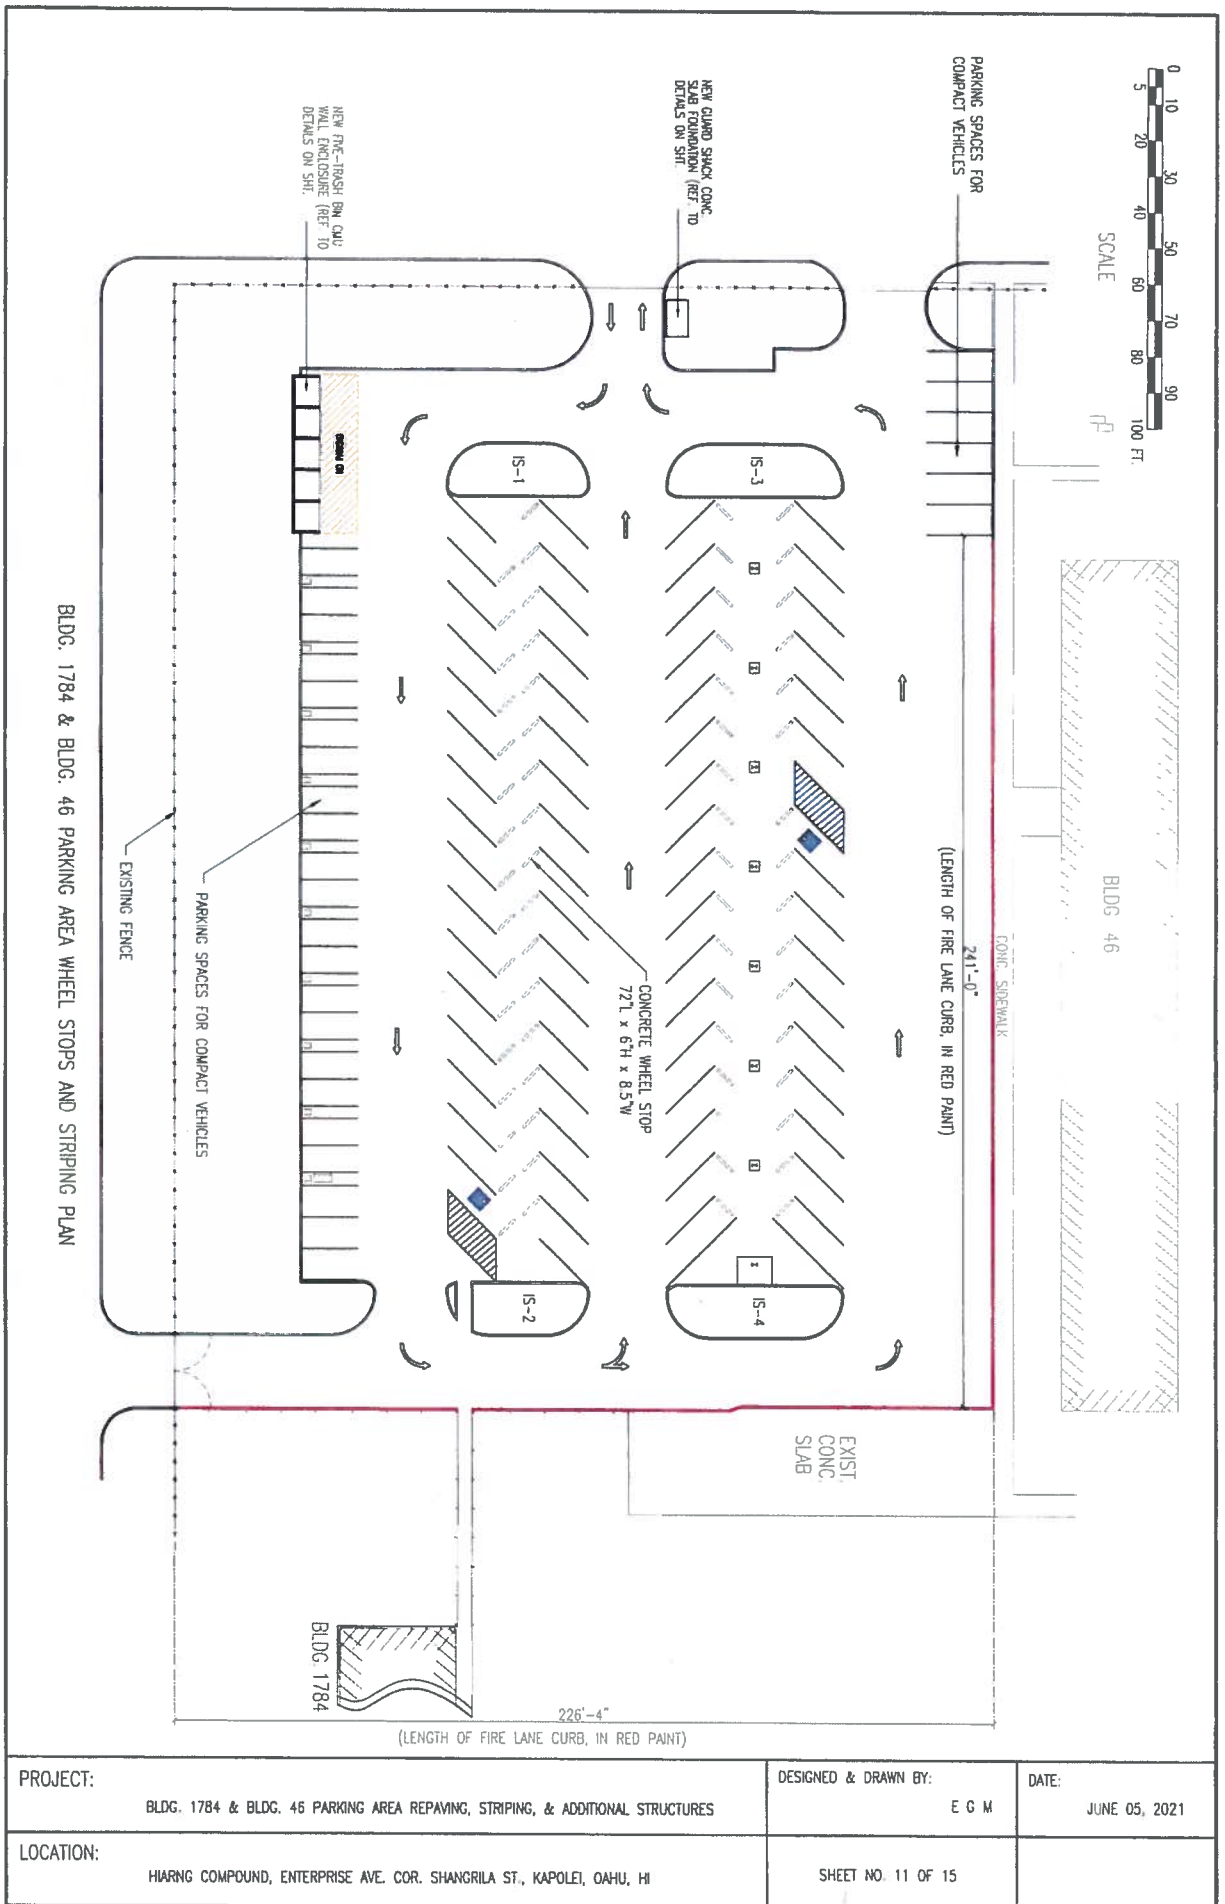 0
10
20
30
40
50
60
70
80
90
100 FT.
5
SCALE
PARKING SPACES FOR
COMPACT VEHICLES
NEW GUARD SHACK CONC.
SLAB FOUNDATION (REF. TO
DETAILS ON SHT.
NEW FIVE-TRASH BIN CMU
WALL ENCLOSURE (REF. TO
DETAILS ON SHT.
NO PARKING
IS-1
IS-3
IS-2
IS-4
BLDG 46
CONC. SIDEWALK
241'-0"
(LENGTH OF FIRE LANE CURB, IN RED PAINT)
CONCRETE WHEEL STOP
72"L x 6"H x 8.5"W
PARKING SPACES FOR COMPACT VEHICLES
EXISTING FENCE
BLDG. 1784 & BLDG. 46 PARKING AREA WHEEL STOPS AND STRIPING PLAN
EXIST.
CONC.
SLAB
BLDG. 1784
226'-4"
(LENGTH OF FIRE LANE CURB, IN RED PAINT)
PROJECT:
BLDG. 1784 & BLDG. 46 PARKING AREA REPAVING, STRIPING, & ADDITIONAL STRUCTURES
DESIGNED & DRAWN BY:
E G M
DATE:
JUNE 05, 2021
LOCATION:
HIARNG COMPOUND, ENTERPRISE AVE. COR. SHANGRILA ST., KAPOLEI, OAHU, HI
SHEET NO. 11 OF 15